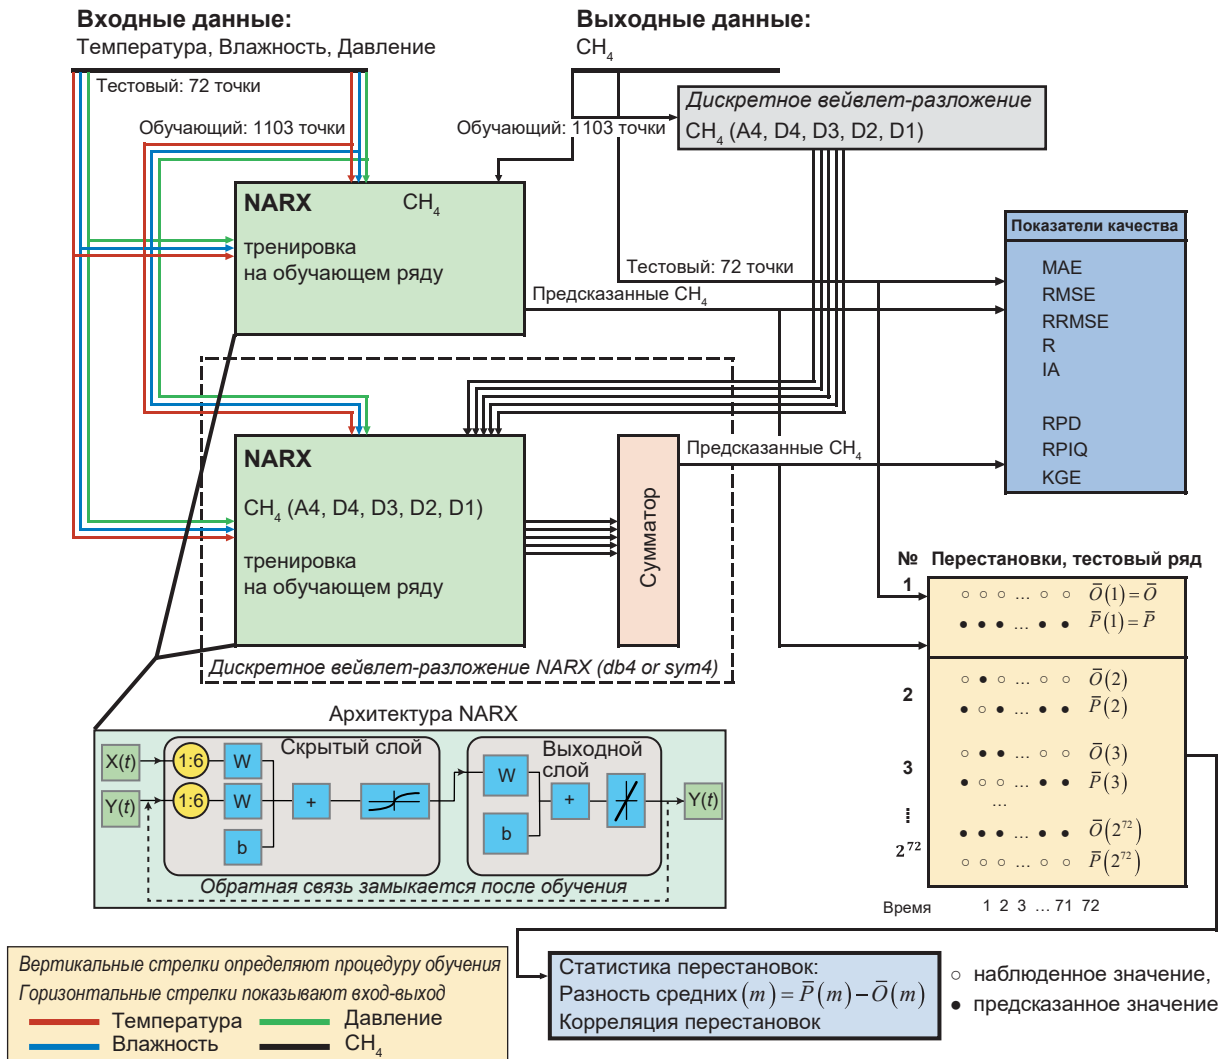 Входные данные:
Температура, Влажность, Давление
Выходные данные:
CH₄
Тестовый: 72 точки
Обучающий: 1103 точки
Обучающий: 1103 точки
Дискретное вейвлет-разложение
CH₄ (A4, D4, D3, D2, D1)
NARX
CH₄
тренировка
на обучающем ряду
Тестовый: 72 точки
Предсказанные CH₄
Показатели качества
MAE
RMSE
RRMSE
R
IA
RPD
RPIQ
KGE
NARX
CH₄ (A4, D4, D3, D2, D1)
тренировка
на обучающем ряду
Сумматор
Предсказанные CH₄
Дискретное вейвлет-разложение NARX (db4 or sym4)
№ Перестановки, тестовый ряд
1
○ ○ ○ ... ○ ○ O̅(1) = O̅
● ● ● ... ● ● P̅(1) = P̅
2
○ ● ○ ... ○ ○ O̅(2)
● ○ ● ... ● ● P̅(2)
3
○ ● ● ... ○ ○ O̅(3)
● ○ ○ ... ● ● P̅(3)
...
⁞
2⁷²
● ● ● ... ● ● O̅(2⁷²)
○ ○ ○ ... ○ ○ P̅(2⁷²)
Время 1 2 3 ... 71 72
Архитектура NARX
Скрытый слой
X(t)
1:6
W
Y(t)
1:6
W
b
+
Выходной
слой
W
b
+
Y(t)
Обратная связь замыкается после обучения
Вертикальные стрелки определяют процедуру обучения
Горизонтальные стрелки показывают вход-выход
Температура
Давление
Влажность
CH₄
Статистика перестановок:
Разность средних (m) = P̅(m) − O̅(m)
Корреляция перестановок
○ наблюденное значение,
● предсказанное значение